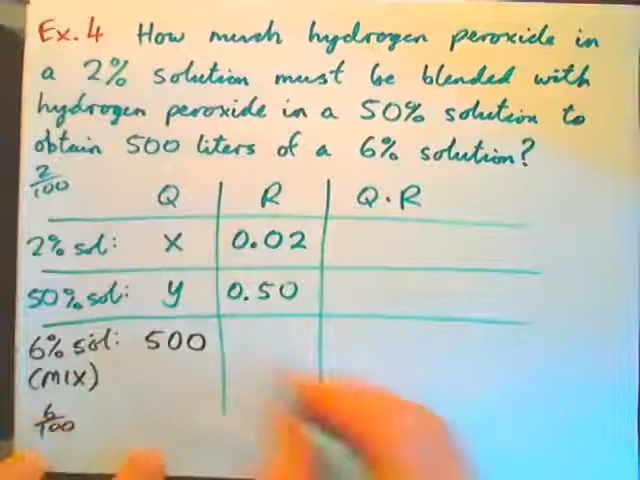 Ex. 4 How much hydrogen peroxide in
a 2% solution must be blended with
hydrogen peroxide in a 50% solution to
obtain 500 liters of a 6% solution?
2/100
Q R Q·R
2% sol: X 0.02
50% sol: y 0.50
6% sol: 500
(MIX)
6/100